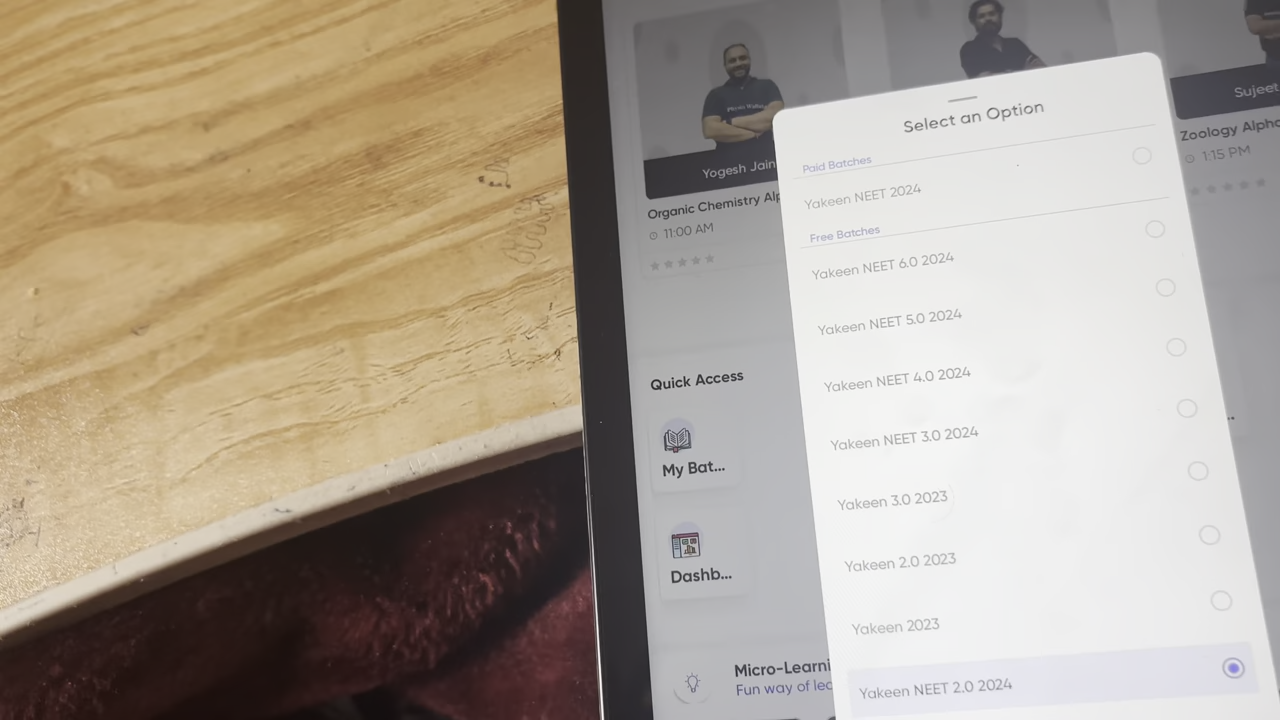 Select an Option
Paid Batches
Yakeen NEET 2024
Free Batches
Yakeen NEET 6.0 2024
Yakeen NEET 5.0 2024
Yakeen NEET 4.0 2024
Yakeen NEET 3.0 2024
Yakeen 3.0 2023
Yakeen 2.0 2023
Yakeen 2023
Yakeen NEET 2.0 2024
Yogesh Jain
Organic Chemistry Alp
11:00 AM
Sujeet
Zoology Alpha
1:15 PM
Quick Access
My Bat...
Dashb...
Micro-Learni
Fun way of lea